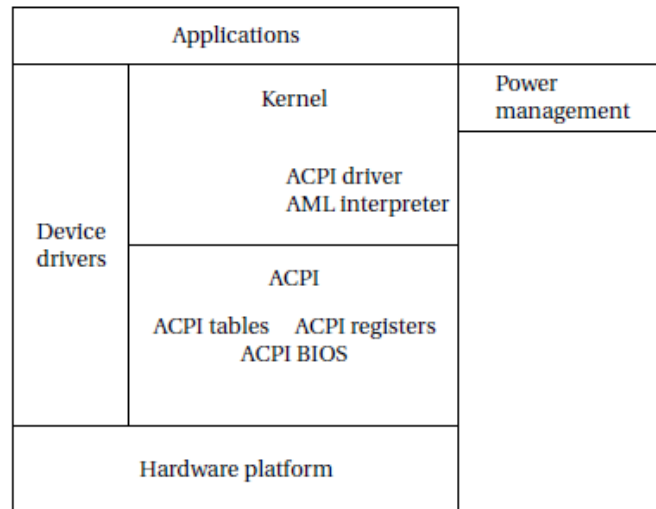 Applications
Kernel
Power
management
ACPI driver
AML interpreter
Device
drivers
ACPI
ACPI tables ACPI registers
ACPI BIOS
Hardware platform